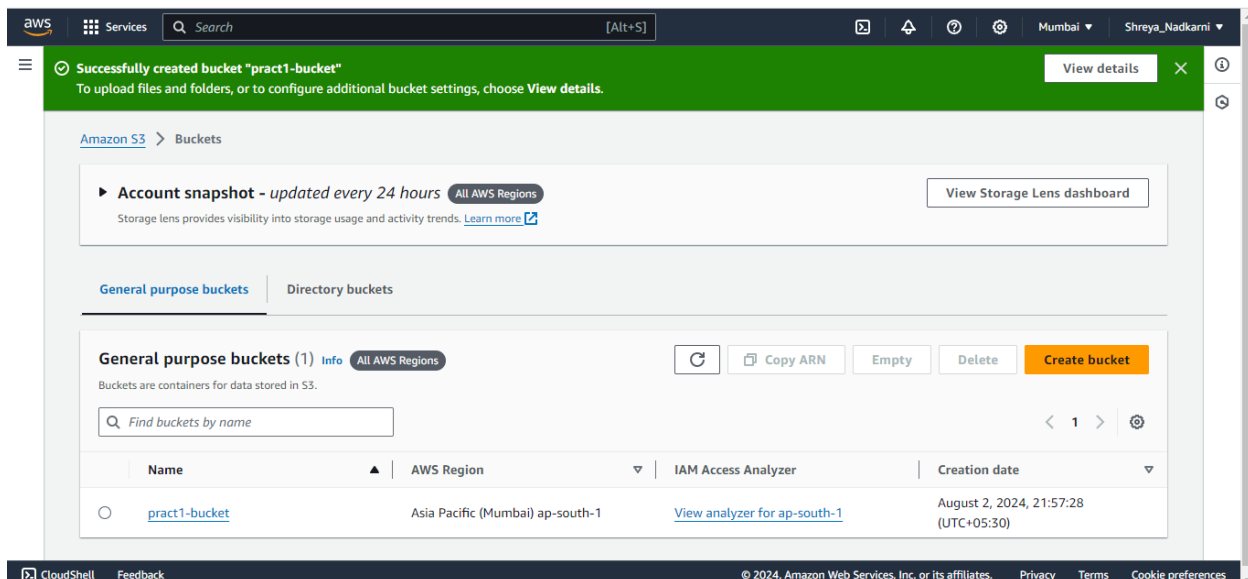 aws Services Search [Alt+S] Mumbai Shreya_Nadkarni
Successfully created bucket "pract1-bucket" View details
To upload files and folders, or to configure additional bucket settings, choose View details.
Amazon S3 > Buckets
Account snapshot - updated every 24 hours All AWS Regions View Storage Lens dashboard
Storage lens provides visibility into storage usage and activity trends. Learn more
General purpose buckets Directory buckets
General purpose buckets (1) Info All AWS Regions Copy ARN Empty Delete Create bucket
Buckets are containers for data stored in S3.
Find buckets by name 1
Name AWS Region IAM Access Analyzer Creation date
pract1-bucket Asia Pacific (Mumbai) ap-south-1 View analyzer for ap-south-1 August 2, 2024, 21:57:28
(UTC+05:30)
CloudShell Feedback © 2024, Amazon Web Services, Inc. or its affiliates. Privacy Terms Cookie preferences